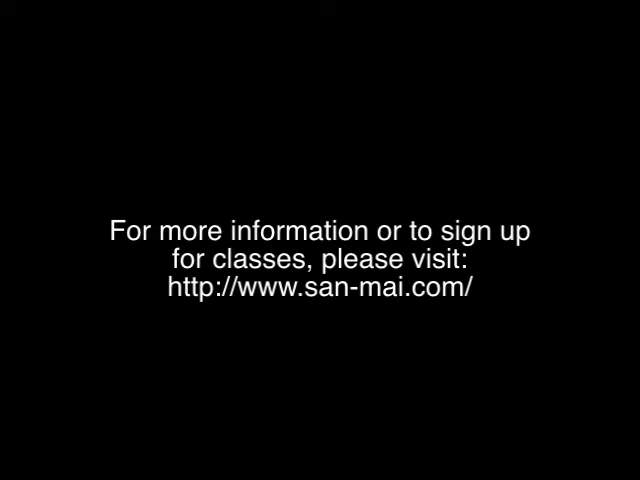 For more information or to sign up
for classes, please visit:
http://www.san-mai.com/